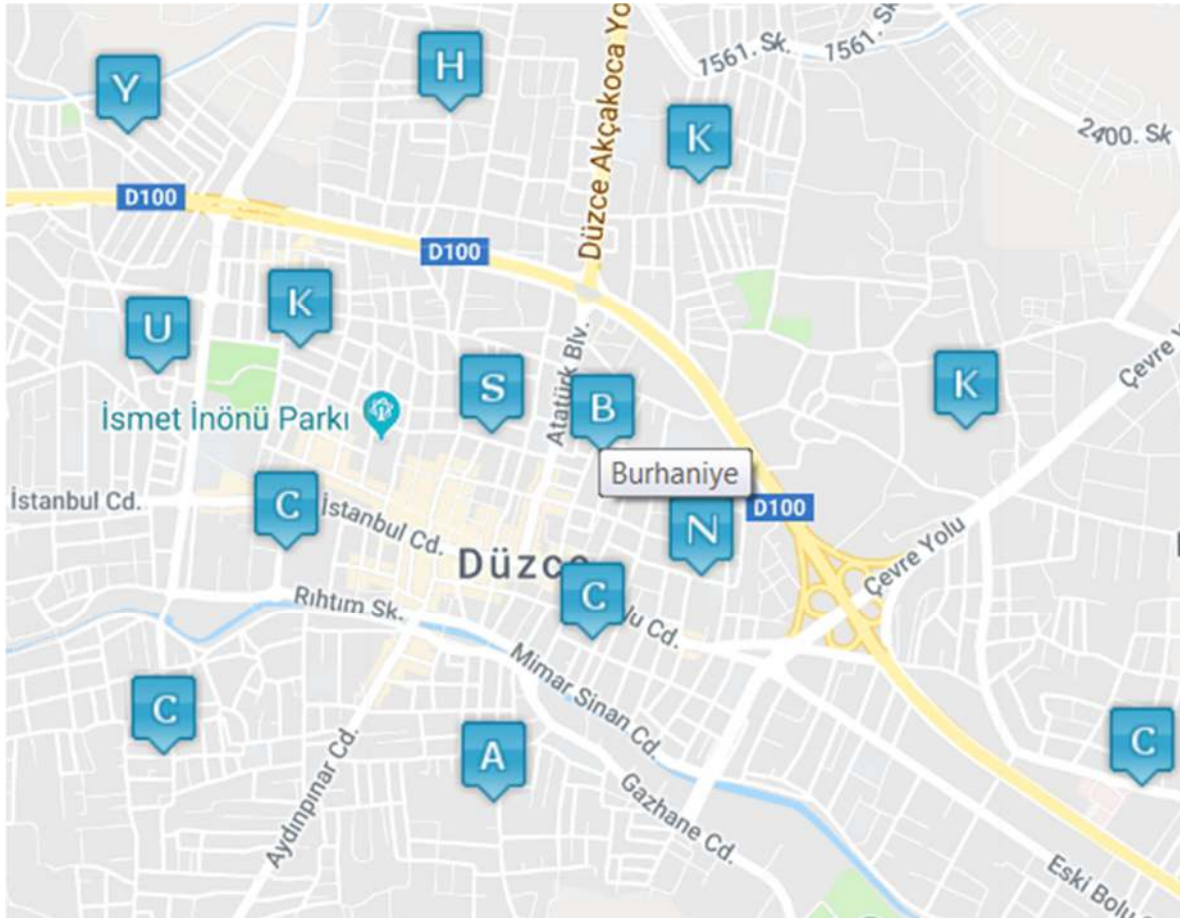 Y
H
Düzce Akçakoca Yo
1561. Sk.
1561. Sk
K
2400. Sk
D100
D100
K
U
Atatürk Blv.
S
B
K
Çevre
İsmet İnönü Parkı
Burhaniye
İstanbul Cd.
C
İstanbul Cd.
N
D100
Düzce
Çevre Yolu
C
lu Cd.
Rıhtım Sk.
Mimar Sinan Cd.
C
A
C
Aydınpınar Cd.
Gazhane Cd.
Eski Bolu